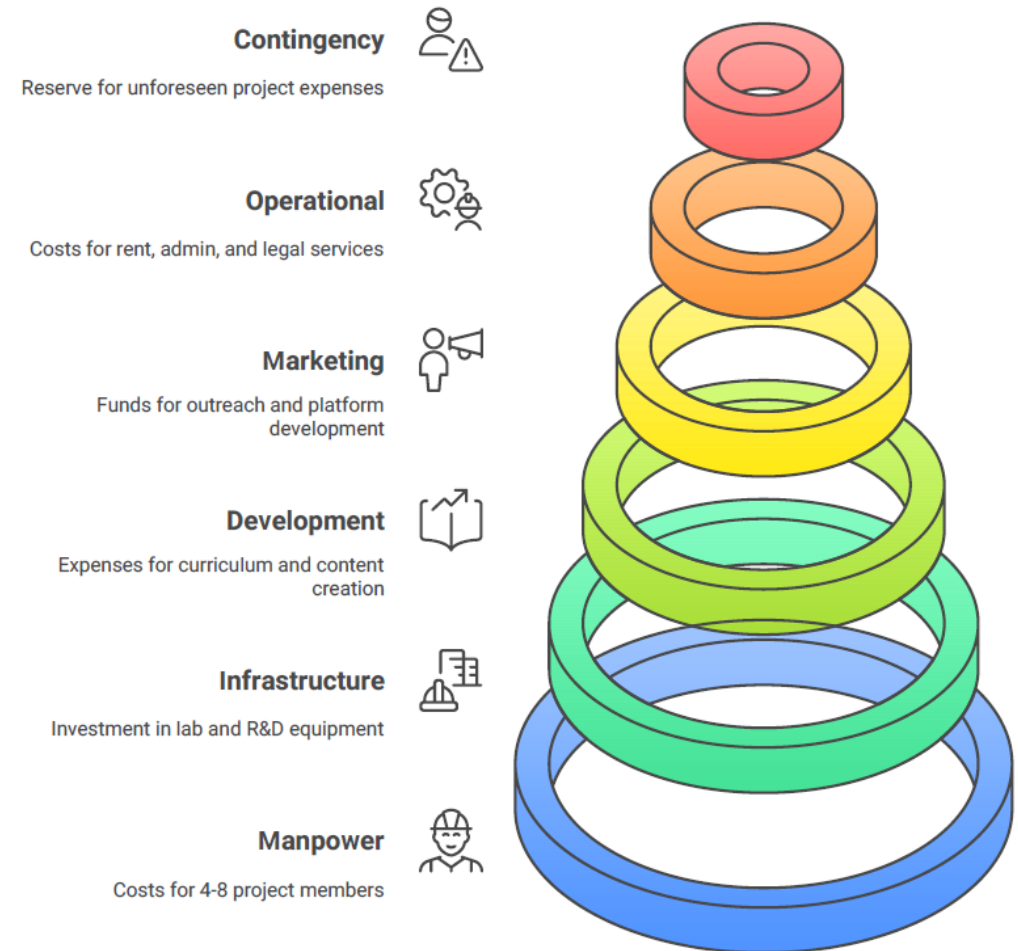 Contingency
Reserve for unforeseen project expenses
Operational
Costs for rent, admin, and legal services
Marketing
Funds for outreach and platform
development
Development
Expenses for curriculum and content
creation
Infrastructure
Investment in lab and R&D equipment
Manpower
Costs for 4-8 project members